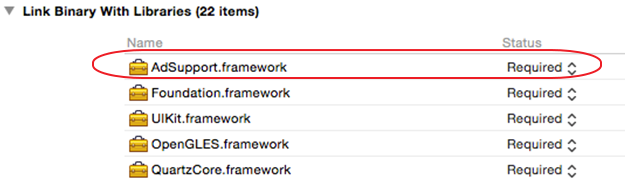 Link Binary With Libraries (22 items)
Name Status
AdSupport.framework Required
Foundation.framework Required
UIKit.framework Required
OpenGLES.framework Required
QuartzCore.framework Required